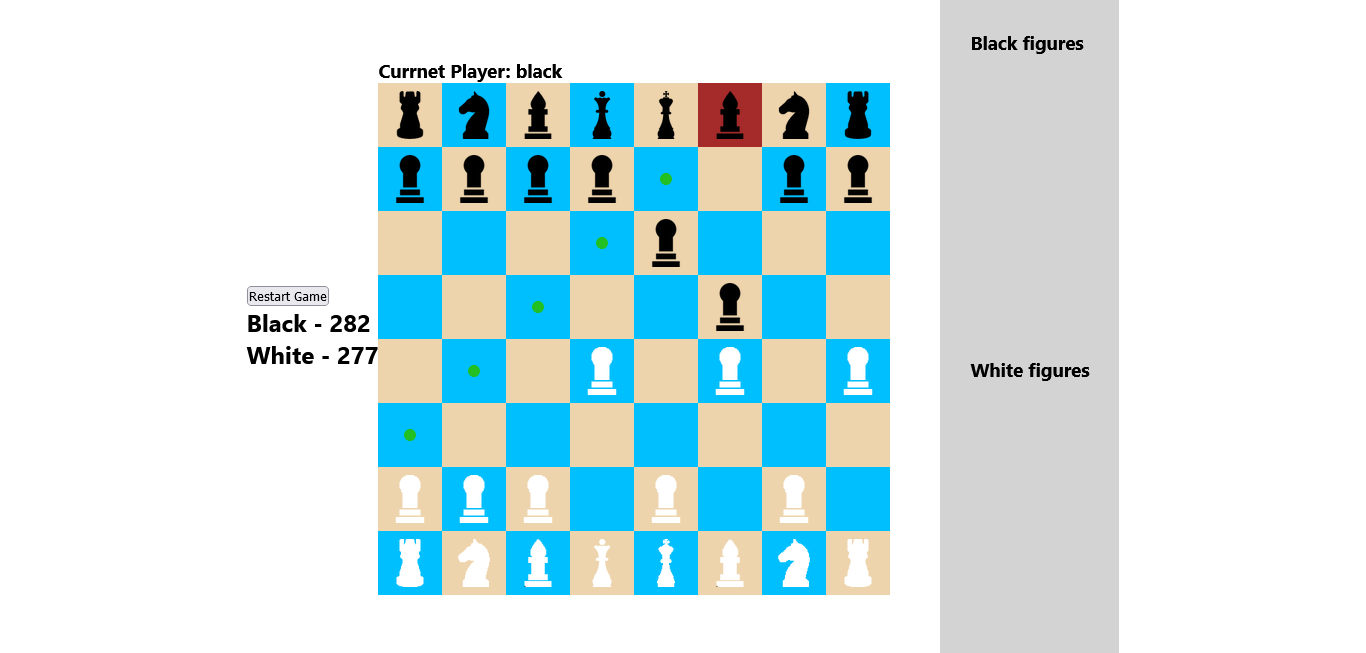 Black figures
Currnet Player: black
Restart Game
Black - 282
White - 277
White figures